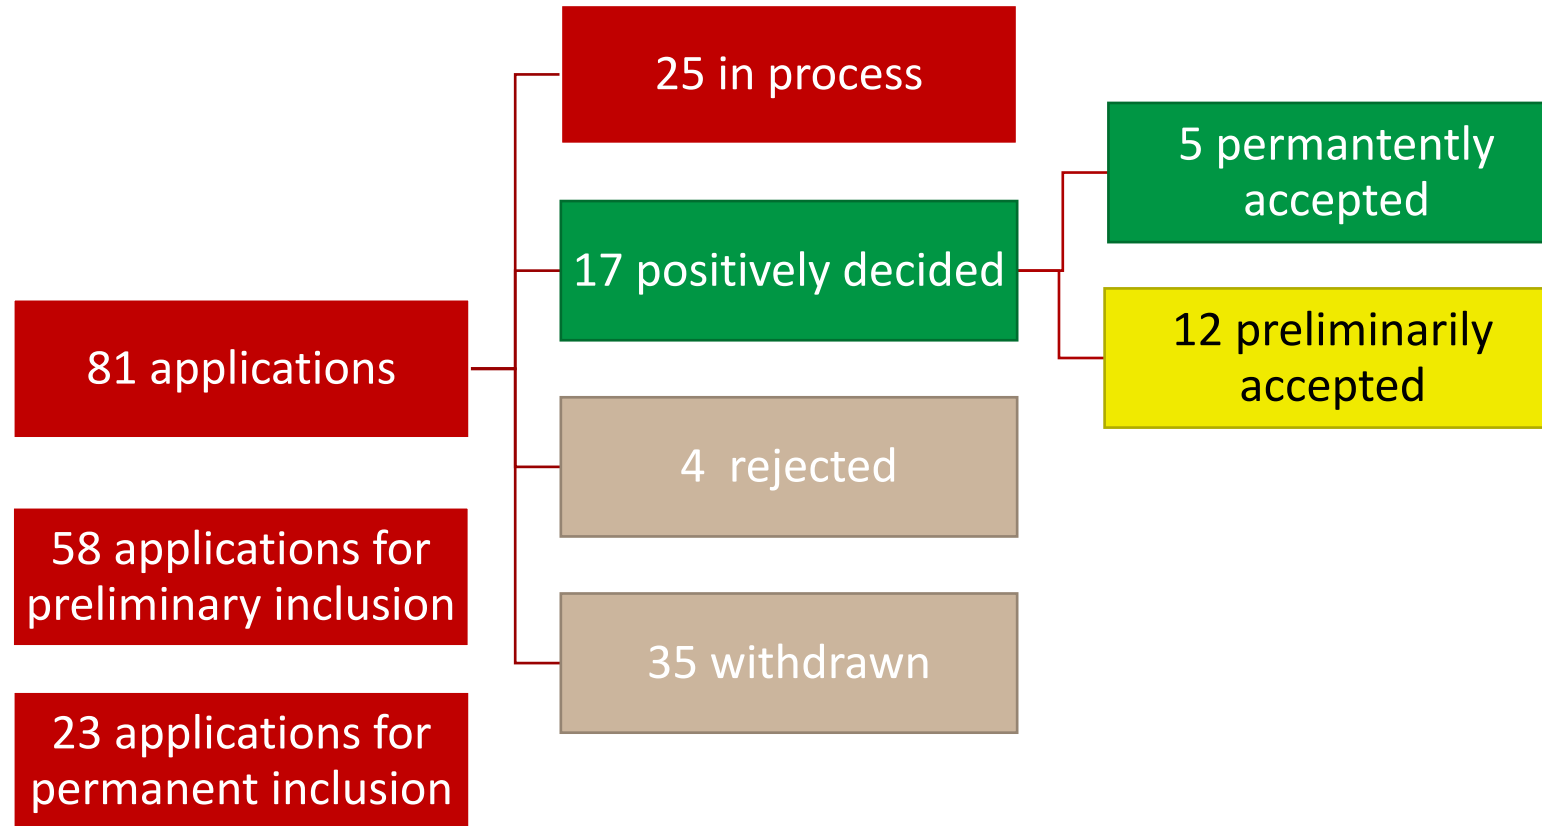 81 applications
58 applications for
preliminary inclusion
23 applications for
permanent inclusion
25 in process
17 positively decided
4  rejected
35 withdrawn
5 permantently
accepted
12 preliminarily
accepted